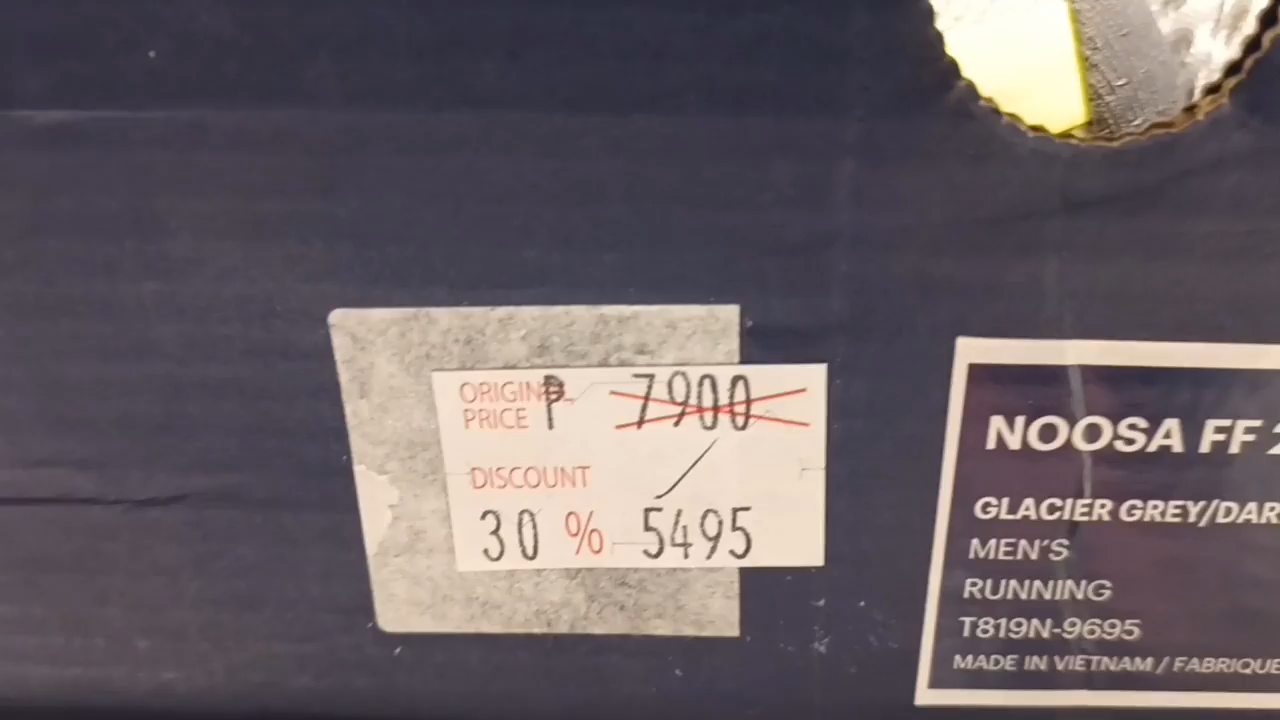 ORIGINAL ₱ 7900
PRICE
DISCOUNT
30 % 5495
NOOSA FF 2
GLACIER GREY/DAR
MEN'S
RUNNING
T819N-9695
MADE IN VIETNAM / FABRIQUE